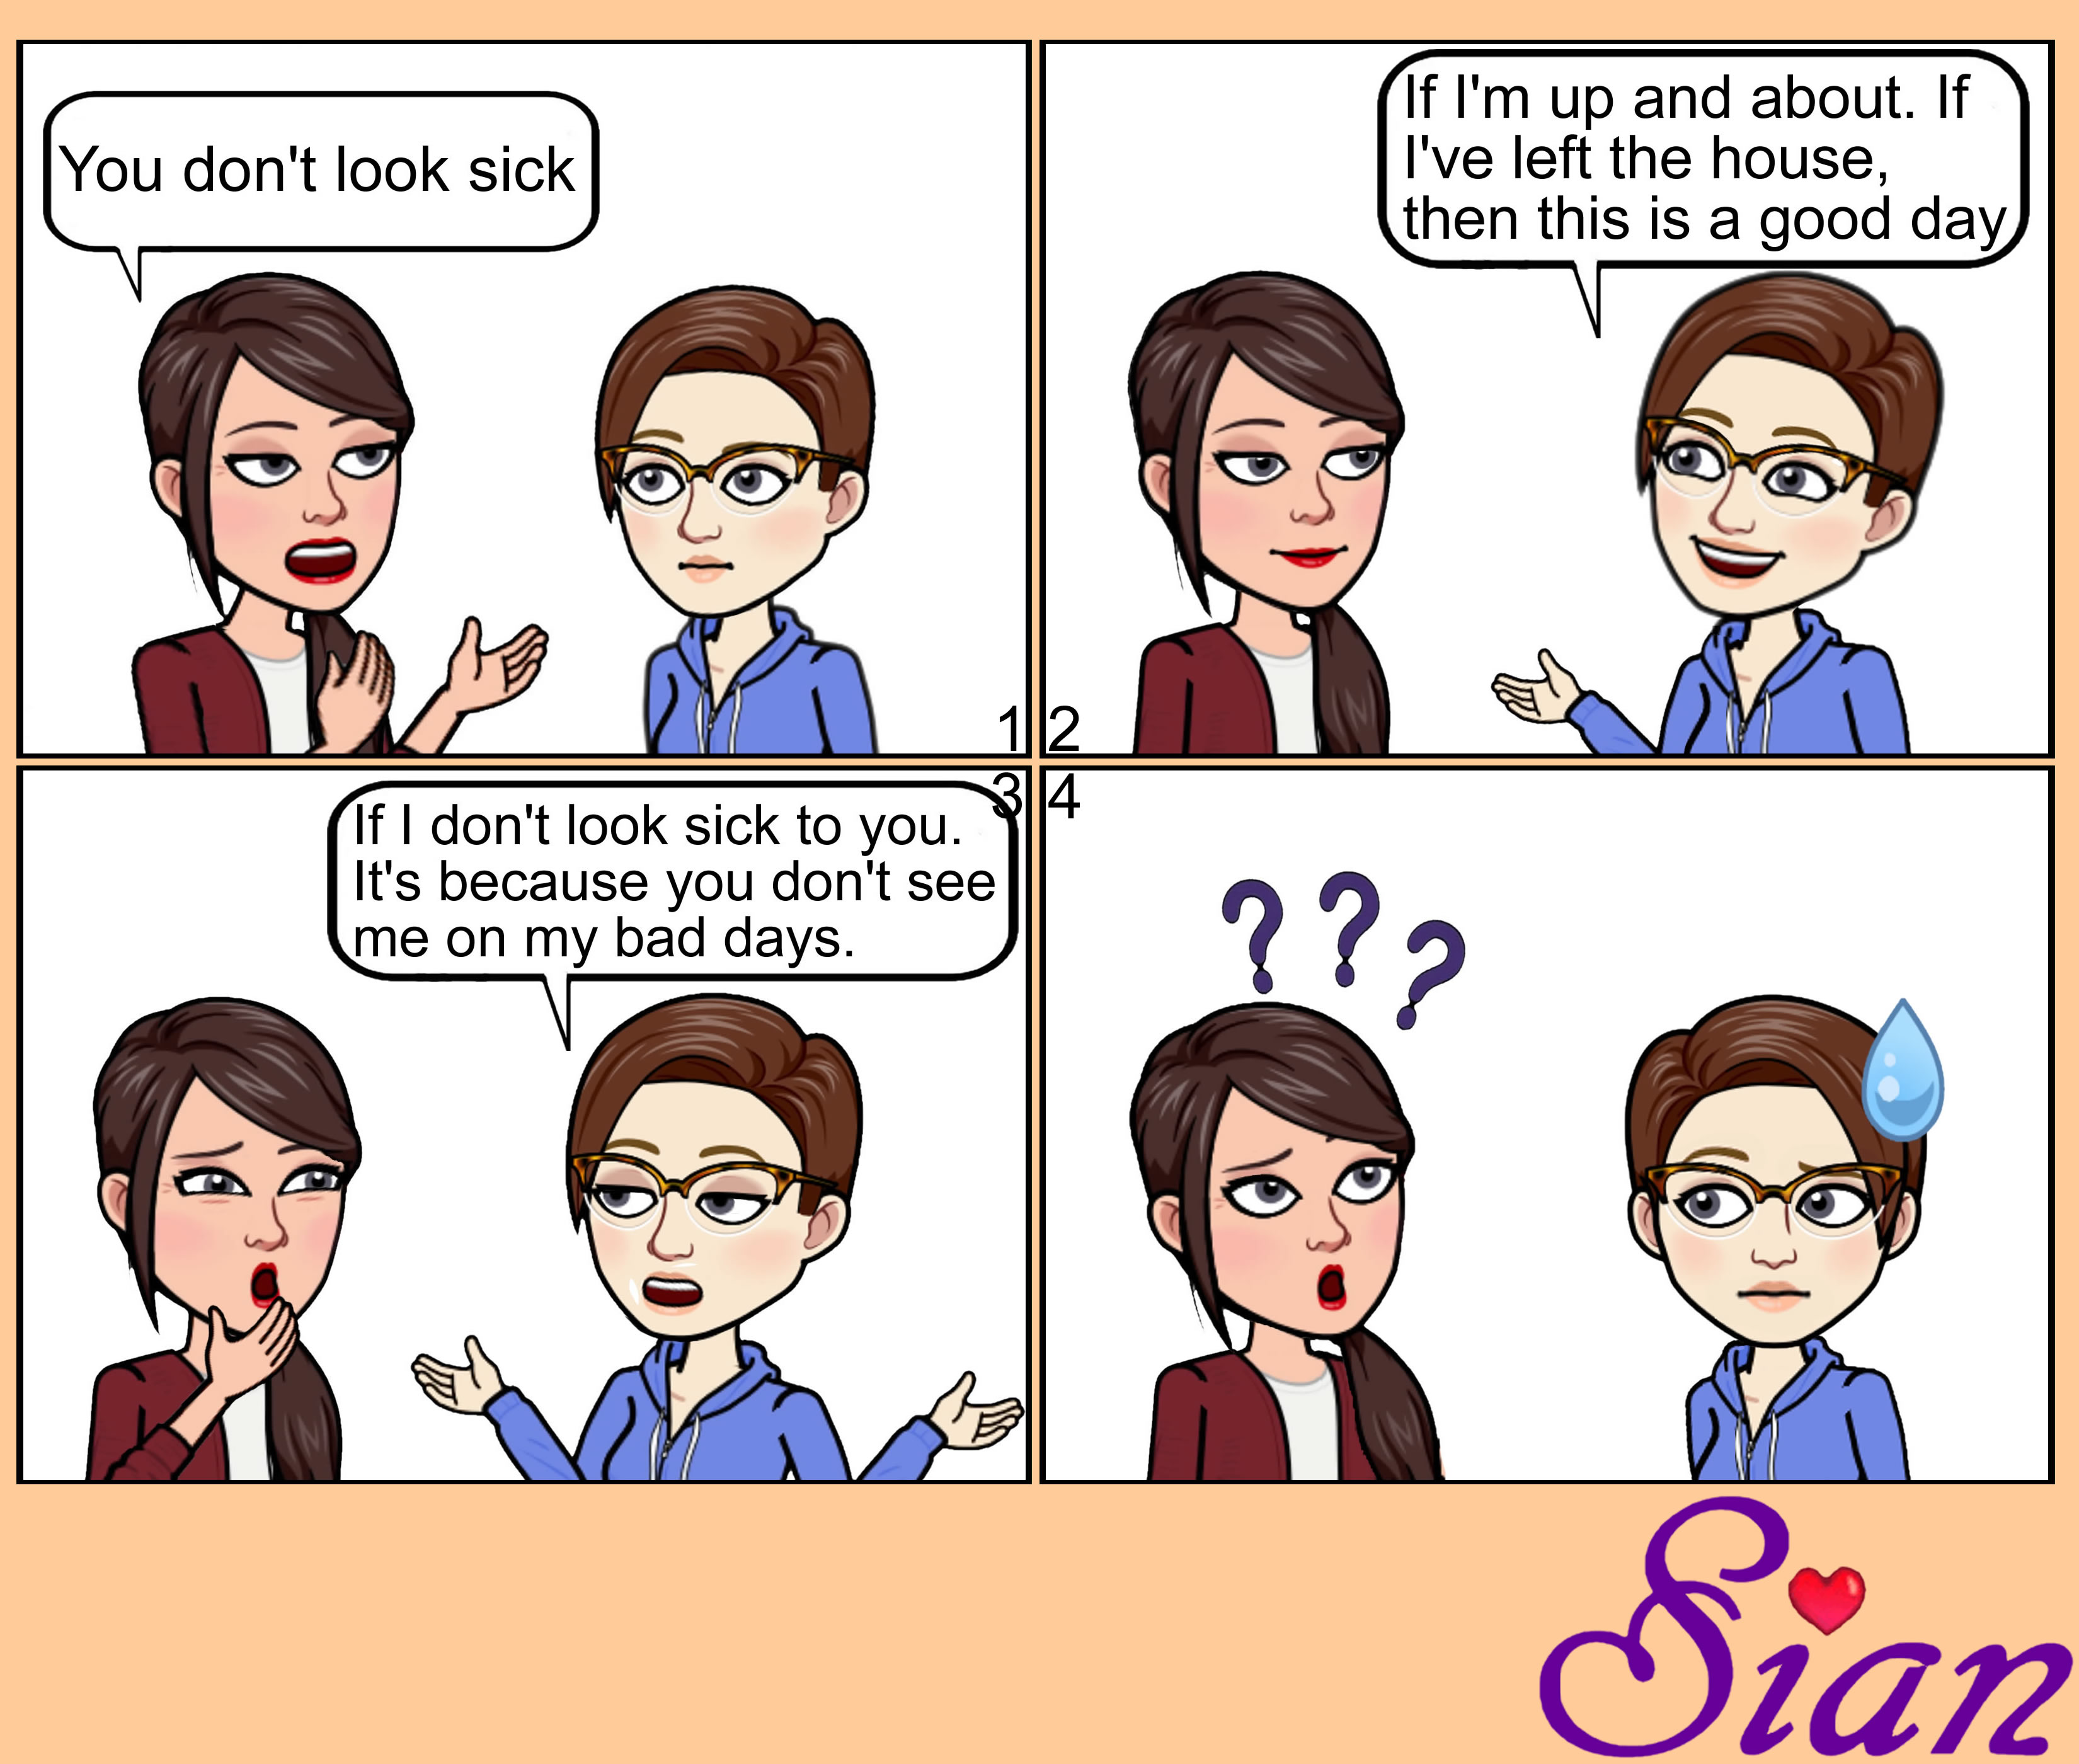 You don't look sick
1
If I'm up and about. If
I've left the house,
then this is a good day
2
If I don't look sick to you.
It's because you don't see
me on my bad days.
3
4
? ? ?
Sian